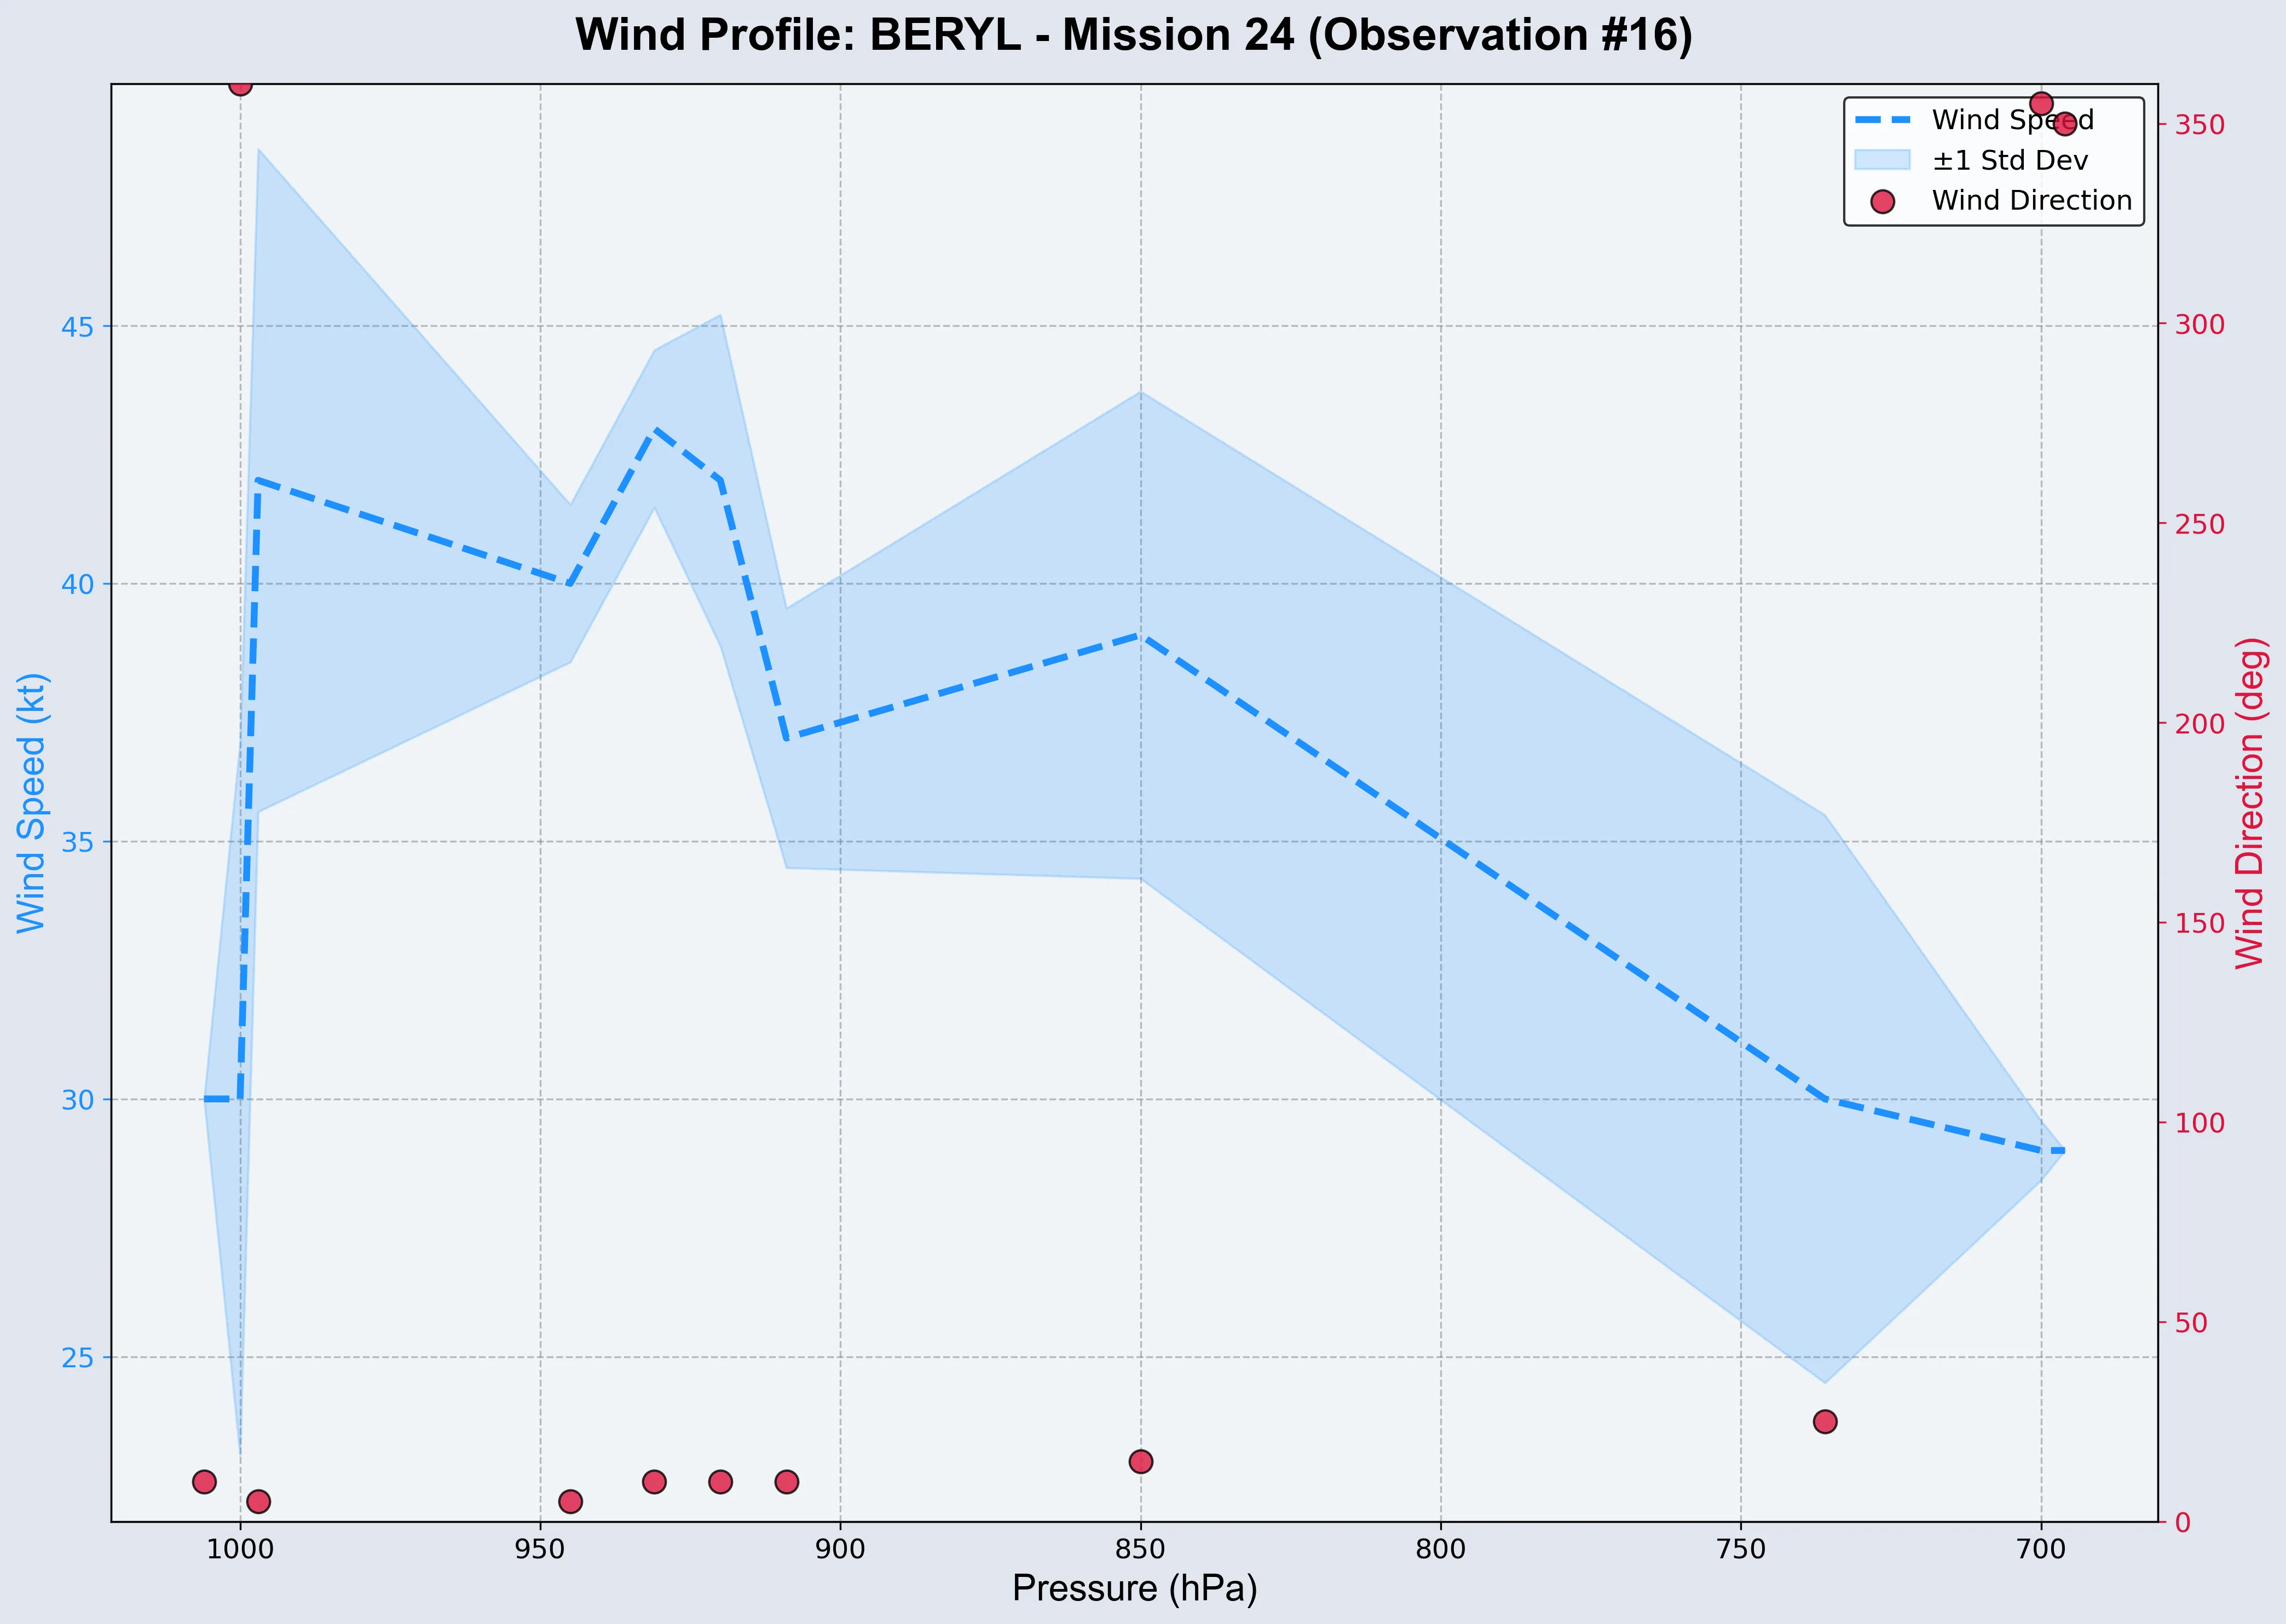 Wind Profile: BERYL - Mission 24 (Observation #16)
Wind Speed
±1 Std Dev
Wind Direction
Wind Speed (kt)
45
40
35
30
25
Wind Direction (deg)
350
300
250
200
150
100
50
0
1000 950 900 850 800 750 700
Pressure (hPa)